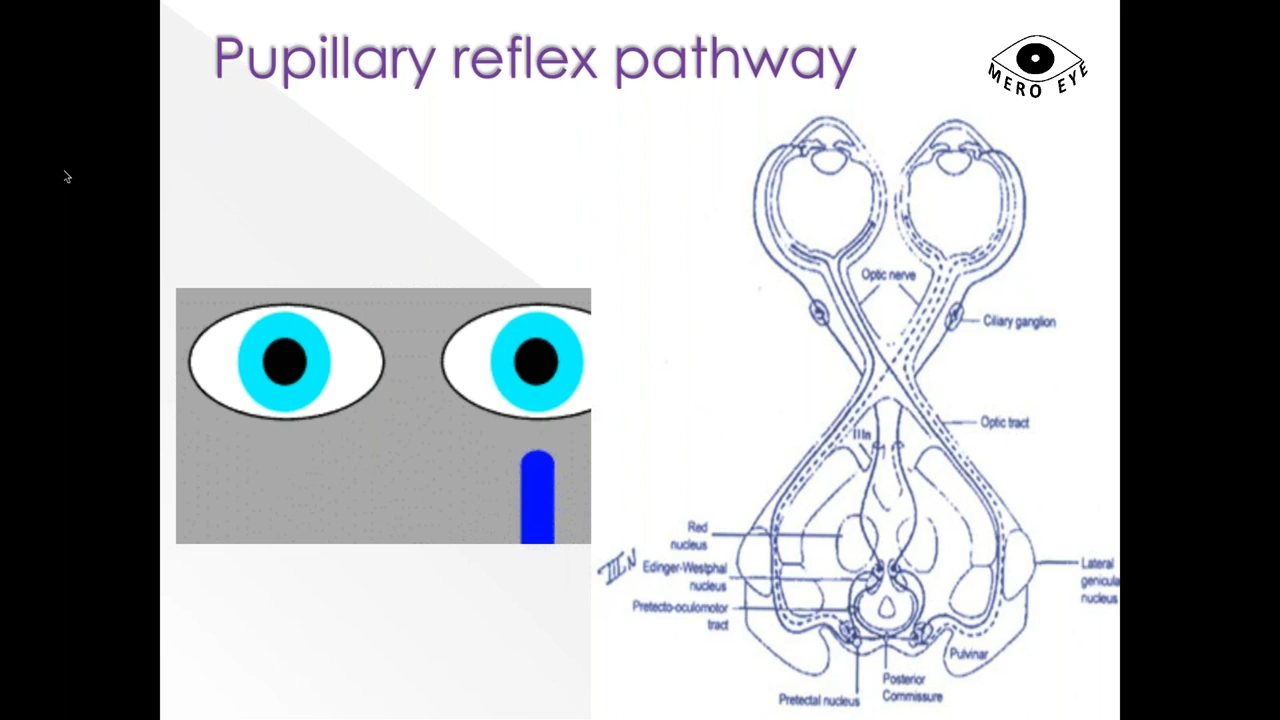 Pupillary reflex pathway
MERO EYE
Optic nerve
Ciliary ganglion
Optic tract
IIIn
Red
nucleus
III N
Edinger-Westphal
nucleus
Lateral
genicula
nucleus
Pretecto-oculomotor
tract
Pulvinar
Posterior
Commissure
Pretectal nucleus